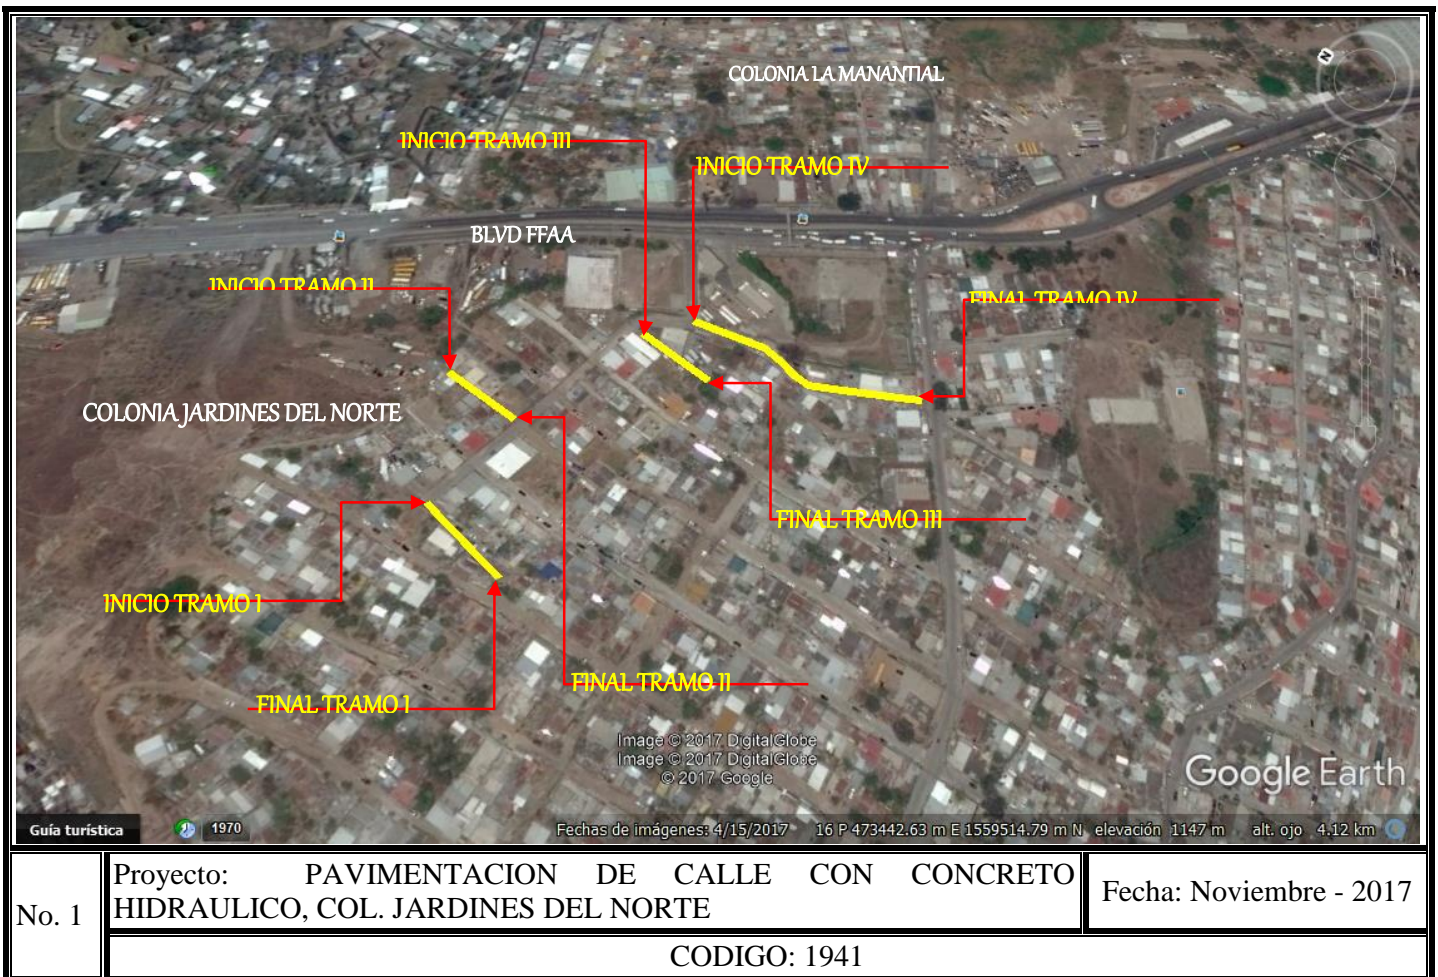 COLONIA LA MANANTIAL
INICIO TRAMO III
INICIO TRAMO IV
BLVD FFAA
INICIO TRAMO II
FINAL TRAMO IV
COLONIA JARDINES DEL NORTE
FINAL TRAMO III
INICIO TRAMO I
FINAL TRAMO II
FINAL TRAMO I
Image © 2017 DigitalGlobe
Image © 2017 DigitalGlobe
© 2017 Google
Google Earth
N
Guía turística
1970
Fechas de imágenes: 4/15/2017 16 P 473442.63 m E 1559514.79 m N elevación 1147 m alt. ojo 4.12 km
No. 1
Proyecto: PAVIMENTACION DE CALLE CON CONCRETO
HIDRAULICO, COL. JARDINES DEL NORTE
Fecha: Noviembre - 2017
CODIGO: 1941